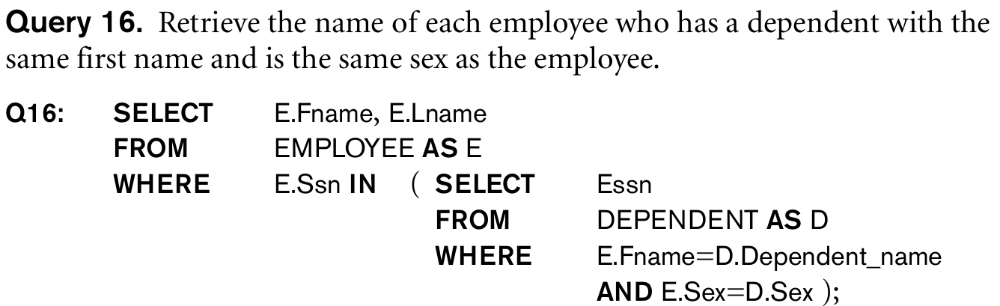 Query 16. Retrieve the name of each employee who has a dependent with the
same first name and is the same sex as the employee.
Q16: SELECT E.Fname, E.Lname
FROM EMPLOYEE AS E
WHERE E.Ssn IN ( SELECT Essn
FROM DEPENDENT AS D
WHERE E.Fname=D.Dependent_name
AND E.Sex=D.Sex );